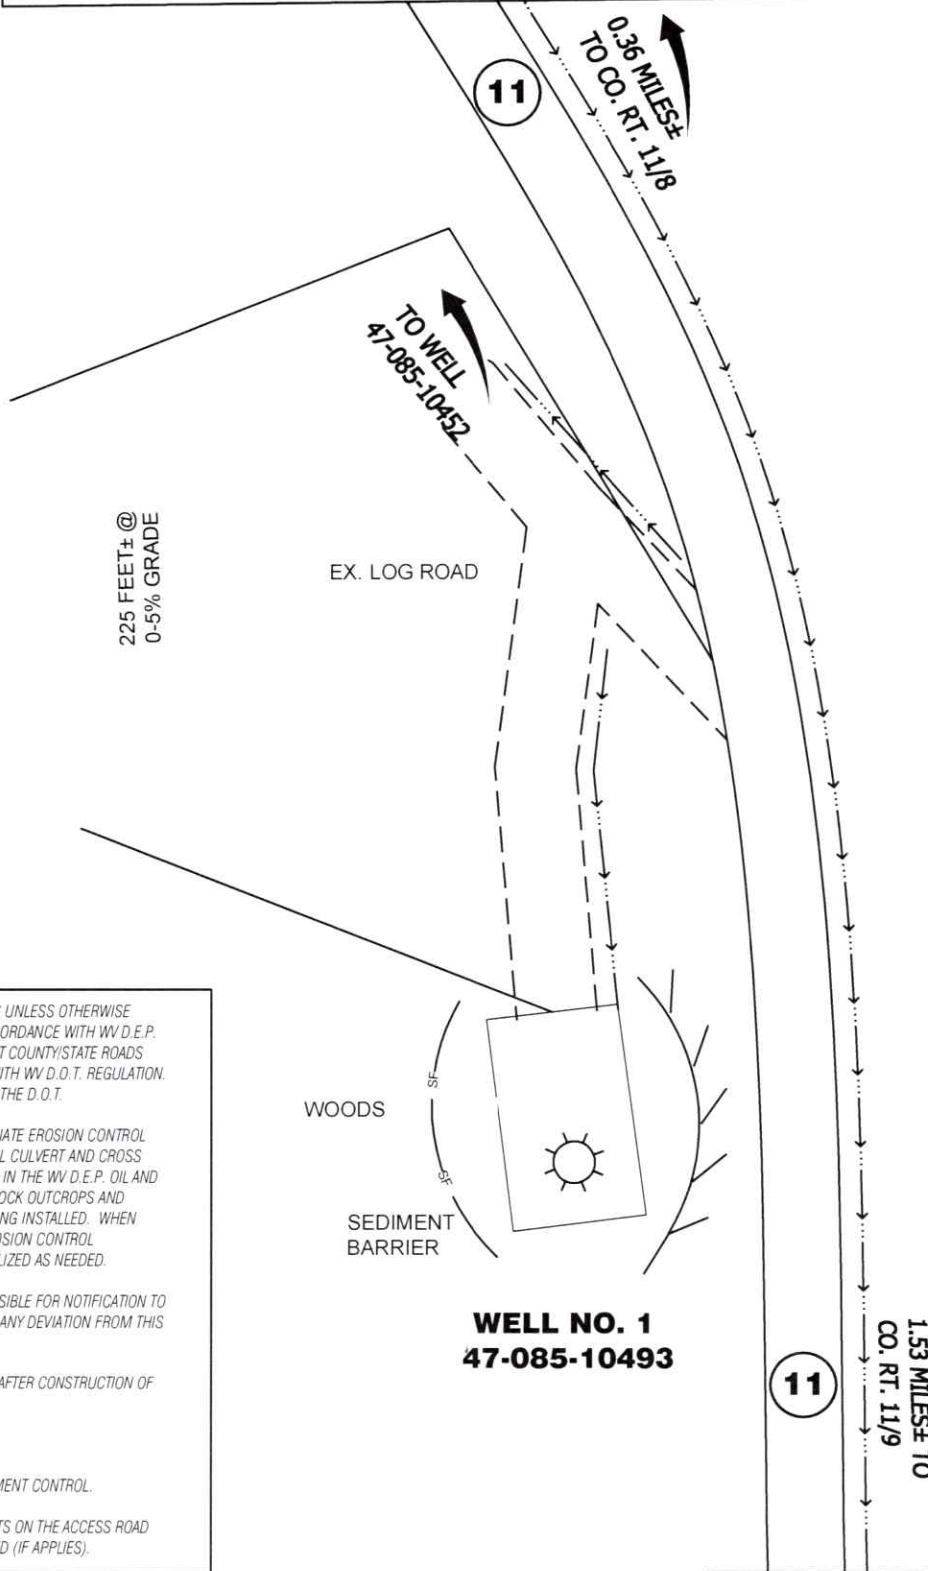 11
0.36 MILES±
TO CO. RT. 11/8
TO WELL
47-085-10452
225 FEET± @
0-5% GRADE
EX. LOG ROAD
WOODS
SF
SF
SEDIMENT
BARRIER
WELL NO. 1
47-085-10493
11
1.53 MILES± TO
CO. RT. 11/9
UNLESS OTHERWISE
ORDANCE WITH WV D.E.P.
T COUNTY/STATE ROADS
ITH WV D.O.T. REGULATION.
THE D.O.T.
IATE EROSION CONTROL
L CULVERT AND CROSS
IN THE WV D.E.P. OIL AND
OCK OUTCROPS AND
NG INSTALLED. WHEN
OSION CONTROL
IZED AS NEEDED.
SIBLE FOR NOTIFICATION TO
ANY DEVIATION FROM THIS
AFTER CONSTRUCTION OF
MENT CONTROL.
TS ON THE ACCESS ROAD
D (IF APPLIES).